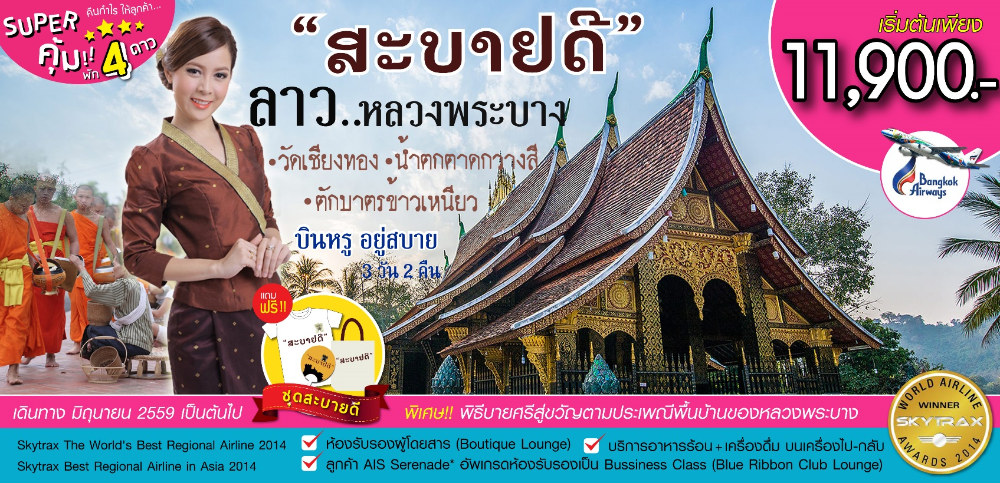 SUPER
คุ้ม!!
คืนกำไร ให้ลูกค้า...
พัก 4 ดาว
"สะบายดี"
ลาว..หลวงพระบาง
•วัดเชียงทอง •น้ำตกตาดกวางสี
•ตักบาตรข้าวเหนียว
บินหรู อยู่สบาย
3 วัน 2 คืน
เริ่มต้นเพียง
11,900.-
Bangkok
Airways
แถม
ฟรี!!
"สะบายดี"
"สะบายดี"
"สะบายดี"
ชุดสะบายดี
เดินทาง มิถุนายน 2559 เป็นต้นไป
พิเศษ!! พิธีบายศรีสู่ขวัญตามประเพณีพื้นบ้านของหลวงพระบาง
Skytrax The World's Best Regional Airline 2014
Skytrax Best Regional Airline in Asia 2014
ห้องรับรองผู้โดยสาร (Boutique Lounge)
บริการอาหารร้อน+เครื่องดื่ม บนเครื่องไป-กลับ
ลูกค้า AIS Serenade* อัพเกรดห้องรับรองเป็น Bussiness Class (Blue Ribbon Club Lounge)
WORLD AIRLINE
WINNER
SKYTRAX
AWARDS 2014